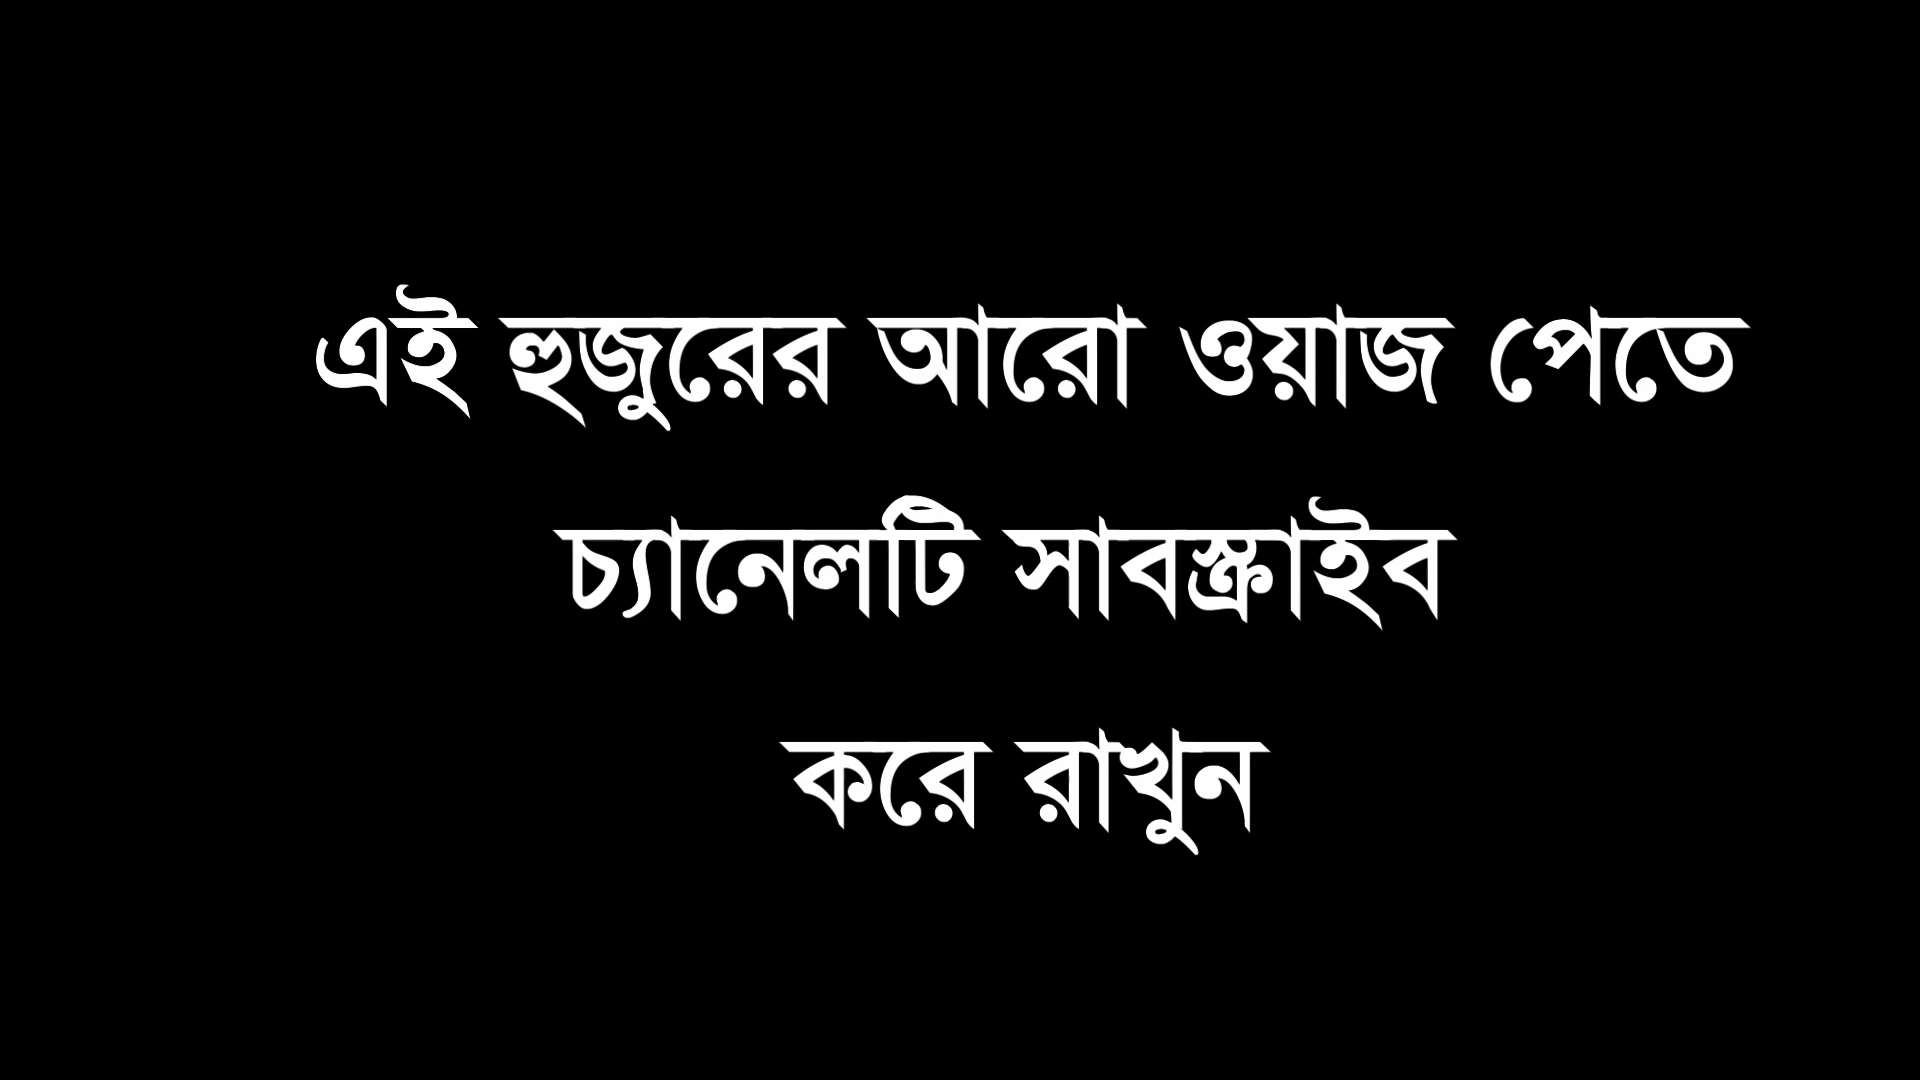 এই হুজুরের আরো ওয়াজ পেতে
চ্যানেলটি সাবস্ক্রাইব
করে রাখুন